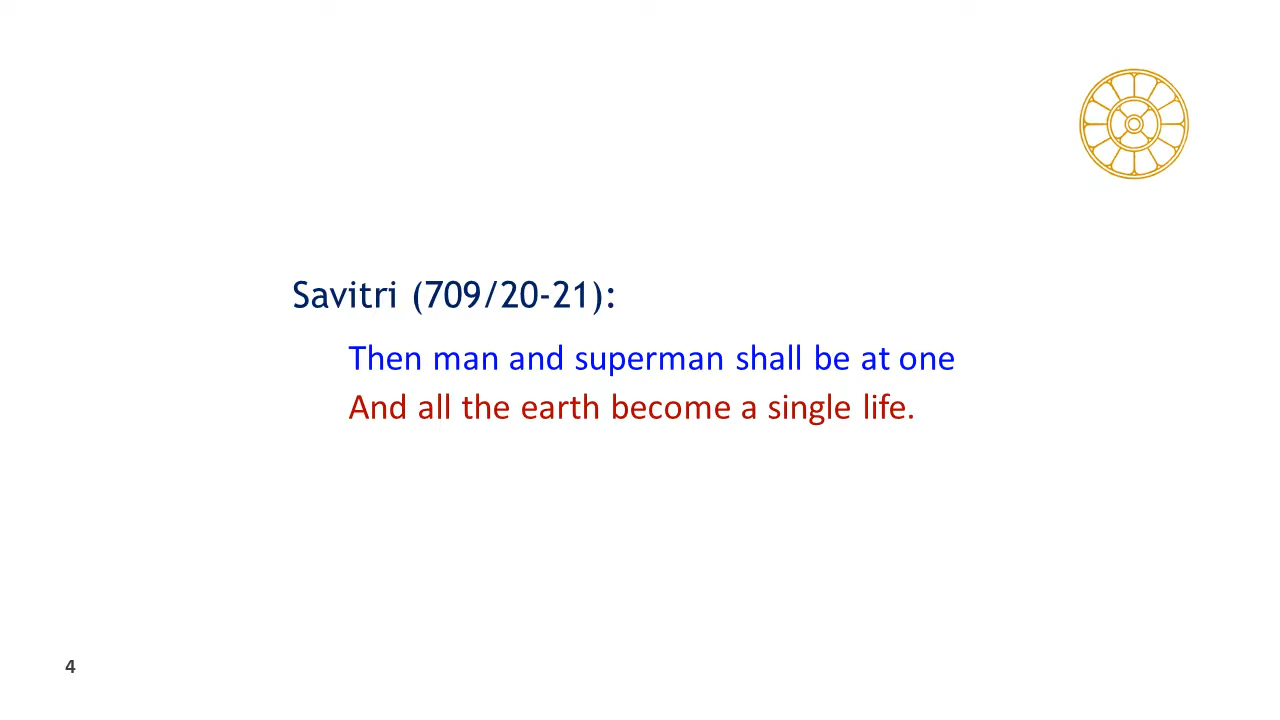 Savitri (709/20-21):
Then man and superman shall be at one
And all the earth become a single life.
4